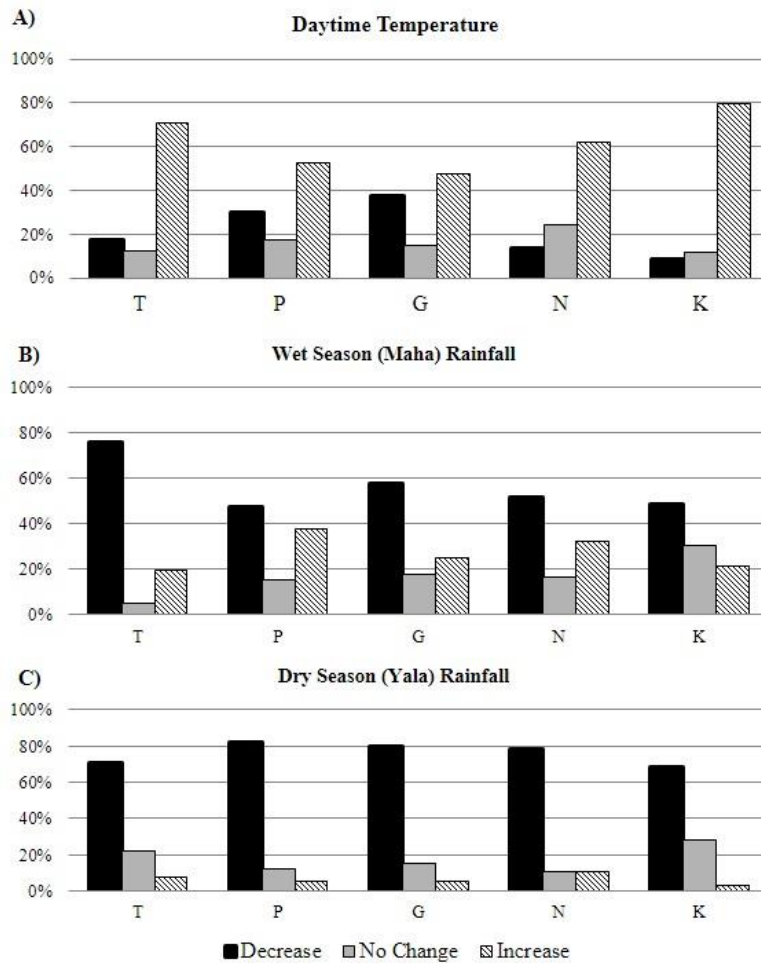 A)
Daytime Temperature
100%
80%
60%
40%
20%
0%
T P G N K
B)
Wet Season (Maha) Rainfall
100%
80%
60%
40%
20%
0%
T P G N K
C)
Dry Season (Yala) Rainfall
100%
80%
60%
40%
20%
0%
T P G N K
Decrease No Change Increase